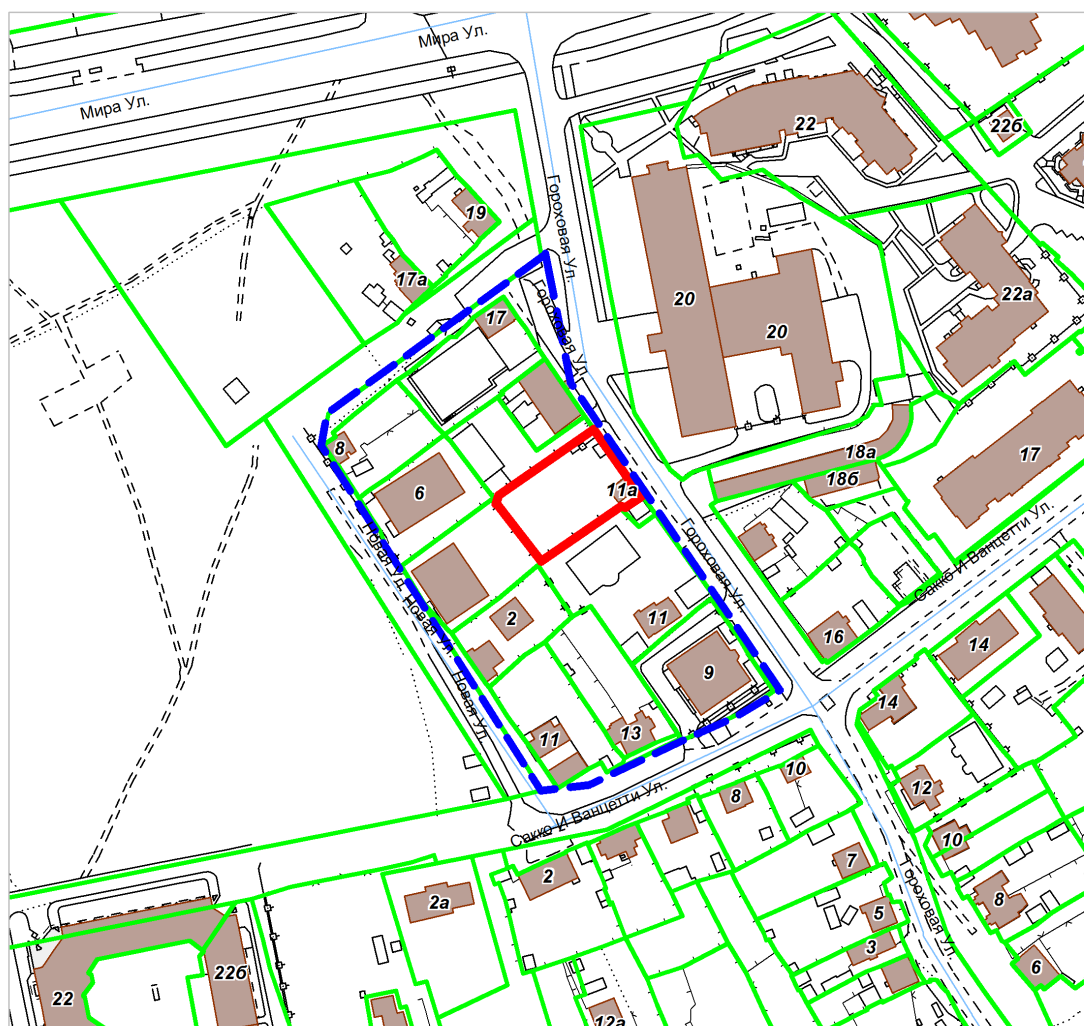 Мира Ул.
Мира Ул.
22
22б
19
Гороховая Ул.
17а
20
20
22а
17
Гороховая Ул.
8
6
11а
18а
18б
17
Новая Ул.
Новая Ул.
Новая Ул.
Гороховая Ул.
Сакко И Ванцетти Ул.
2
11
16
14
9
14
11
13
10
8
12
Сакко И Ванцетти Ул.
10
7
2
2а
8
5
3
Гороховая Ул.
6
22б
22
12а